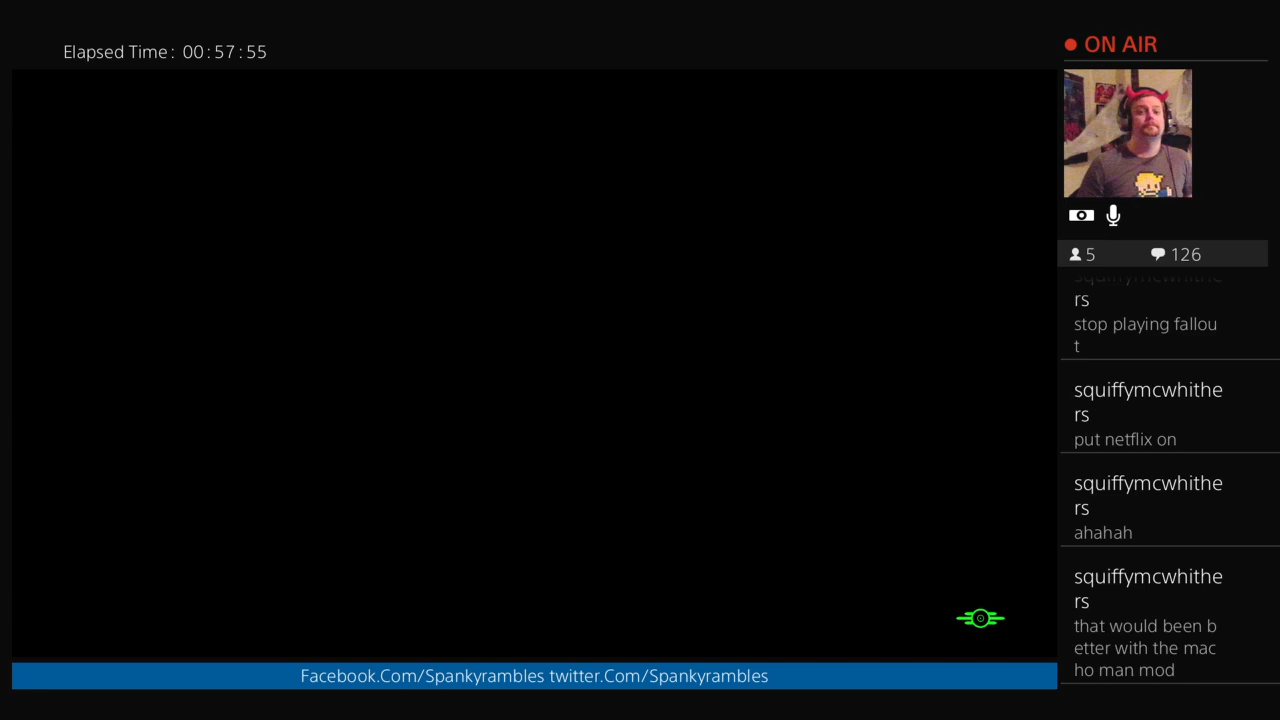 Elapsed Time: 00:57:55
ON AIR
5 126
squiffymcwhithe
rs
stop playing fallou
t
squiffymcwhithe
rs
put netflix on
squiffymcwhithe
rs
ahahah
squiffymcwhithe
rs
that would been b
etter with the mac
ho man mod
Facebook.Com/Spankyrambles twitter.Com/Spankyrambles